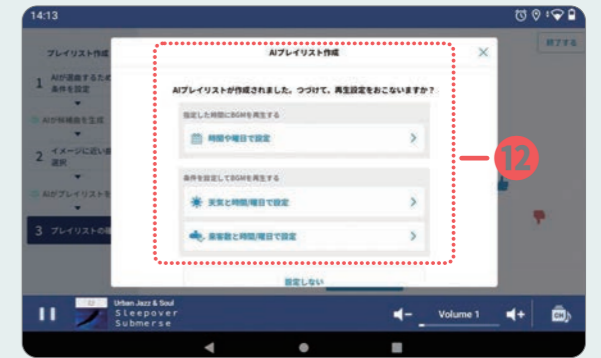 14:13
プレイリスト作成
終了する
1 AIが選曲するため
条件を設定
AIが候補曲を生成
2 イメージに近い曲
選択
AIがプレイリストを
3 プレイリストの確
AIプレイリスト作成
AIプレイリストが作成されました。つづけて、再生設定をおこないますか？
指定した時間にBGMを再生する
時間や曜日で設定
条件を設定してBGMを再生する
天気と時間/曜日で設定
来客数と時間/曜日で設定
設定しない
12
Urban Jazz & Soul
Sleepover
Submerse
Volume 1
CH